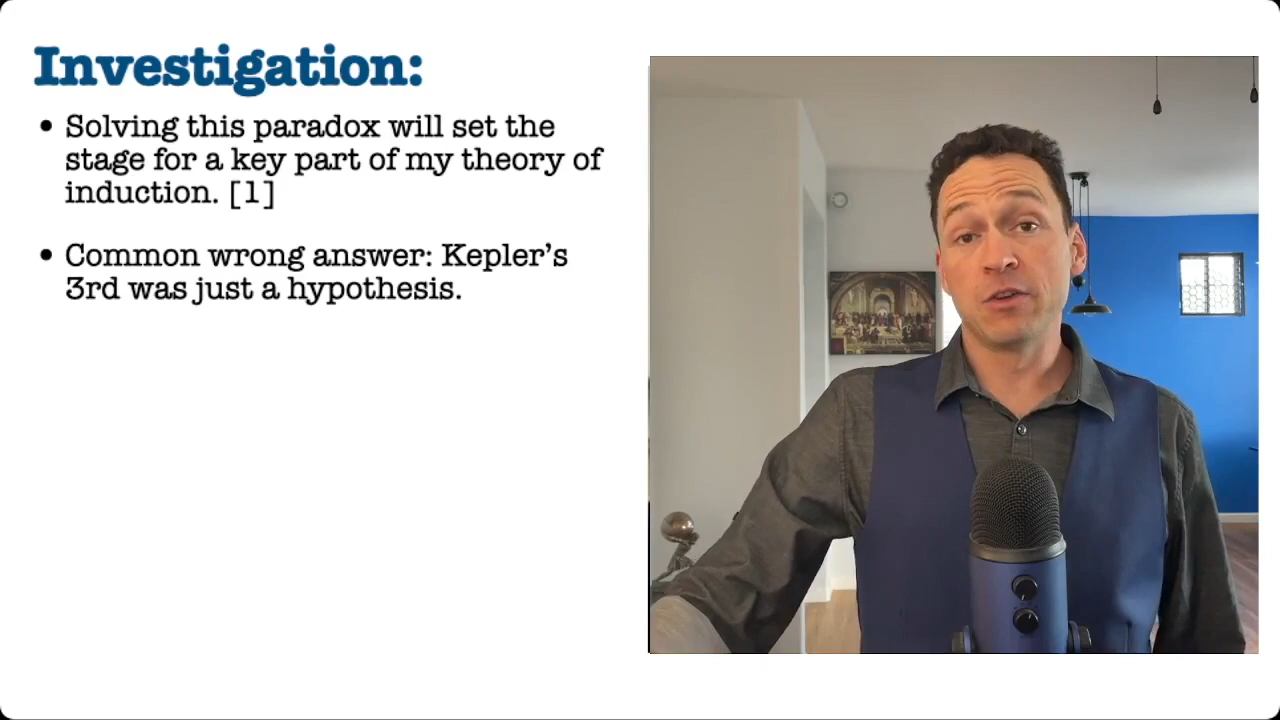 Investigation:
• Solving this paradox will set the
stage for a key part of my theory of
induction. [1]
• Common wrong answer: Kepler’s
3rd was just a hypothesis.